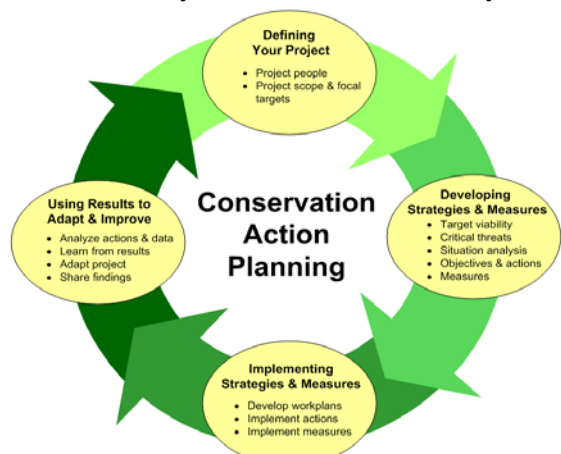 Defining
Your Project
• Project people
• Project scope & focal
targets
Developing
Strategies & Measures
• Target viability
• Critical threats
• Situation analysis
• Objectives & actions
• Measures
Implementing
Strategies & Measures
• Develop workplans
• Implement actions
• Implement measures
Using Results to
Adapt & Improve
• Analyze actions & data
• Learn from results
• Adapt project
• Share findings
Conservation
Action
Planning